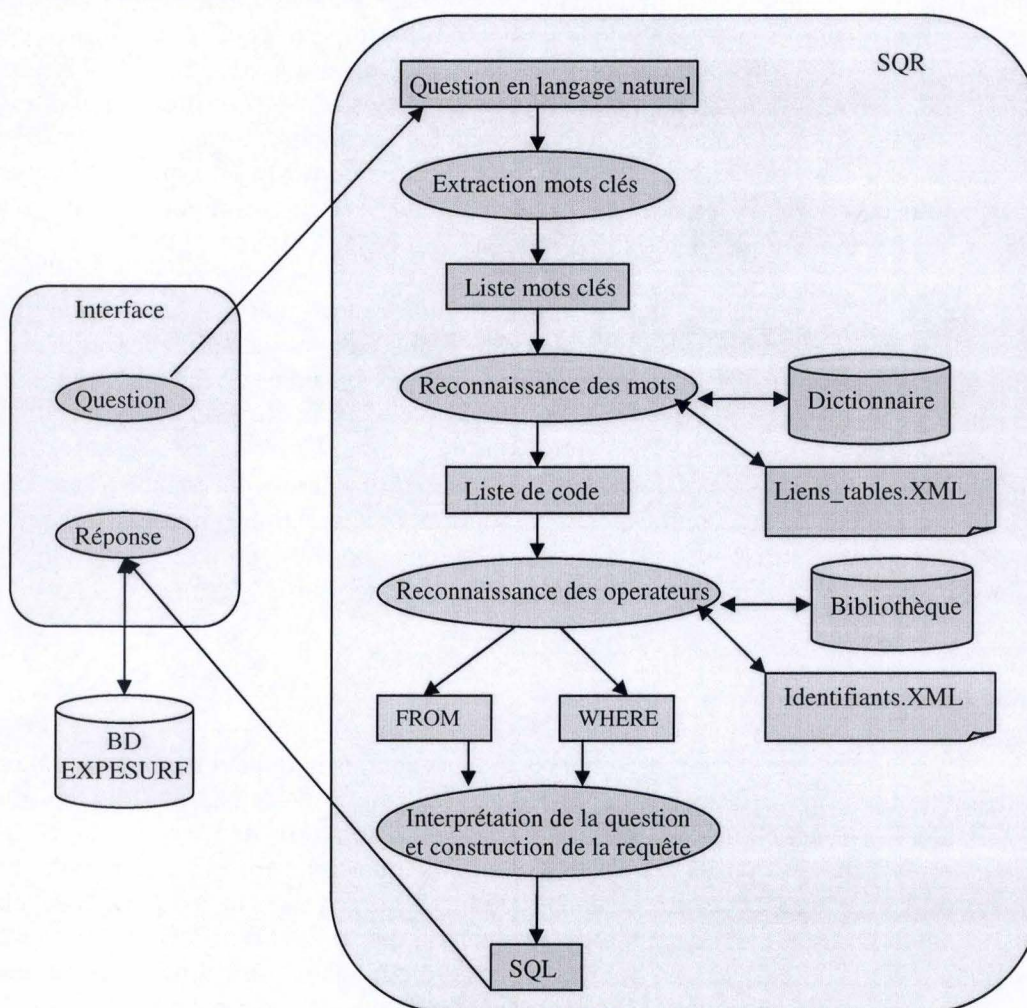 SQR
Question en langage naturel
Extraction mots clés
Liste mots clés
Interface
Question
Reconnaissance des mots
Dictionnaire
Liste de code
Liens_tables.XML
Réponse
Reconnaissance des operateurs
Bibliothèque
FROM
WHERE
Identifiants.XML
BD
EXPESURF
Interprétation de la question
et construction de la requête
SQL